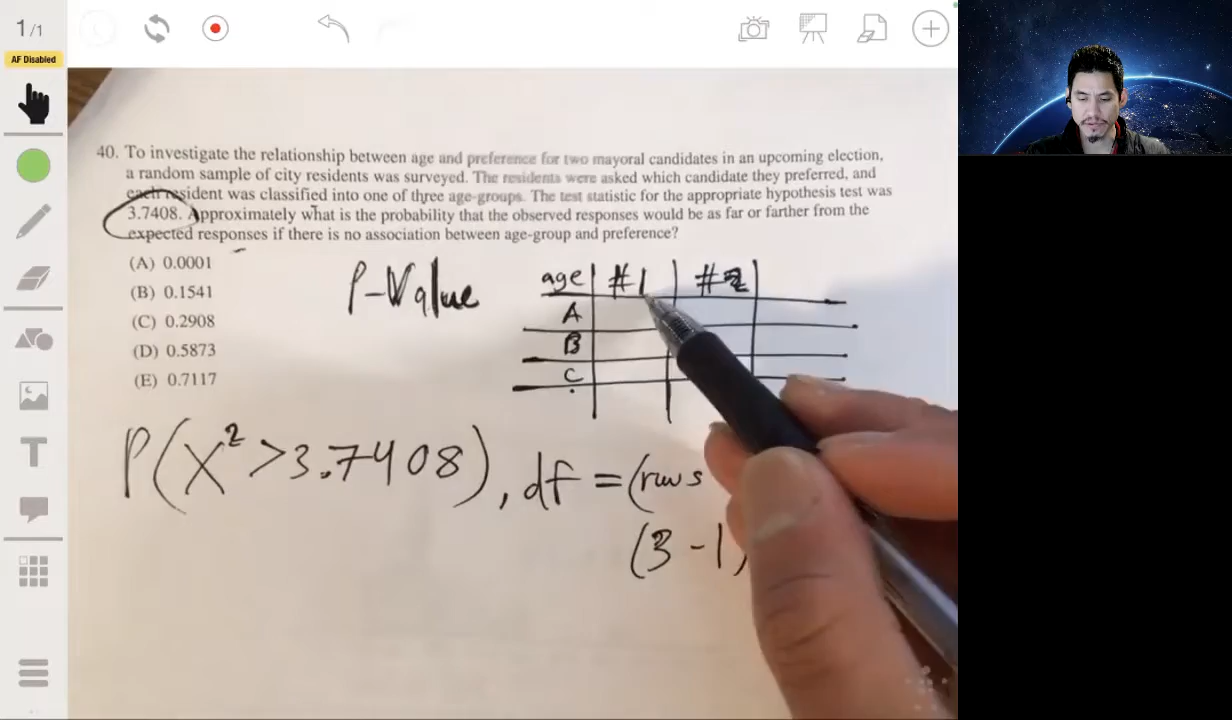 1/1
AF Disabled
40. To investigate the relationship between age and preference for two mayoral candidates in an upcoming election,
a random sample of city residents was surveyed. The residents were asked which candidate they preferred, and
each resident was classified into one of three age-groups. The test statistic for the appropriate hypothesis test was
3.7408. Approximately what is the probability that the observed responses would be as far or farther from the
expected responses if there is no association between age-group and preference?
(A) 0.0001
(B) 0.1541
(C) 0.2908
(D) 0.5873
(E) 0.7117
P-Value
age #1 #2
A
B
C
P(X²>3.7408), df = (rows
(3-1)
T